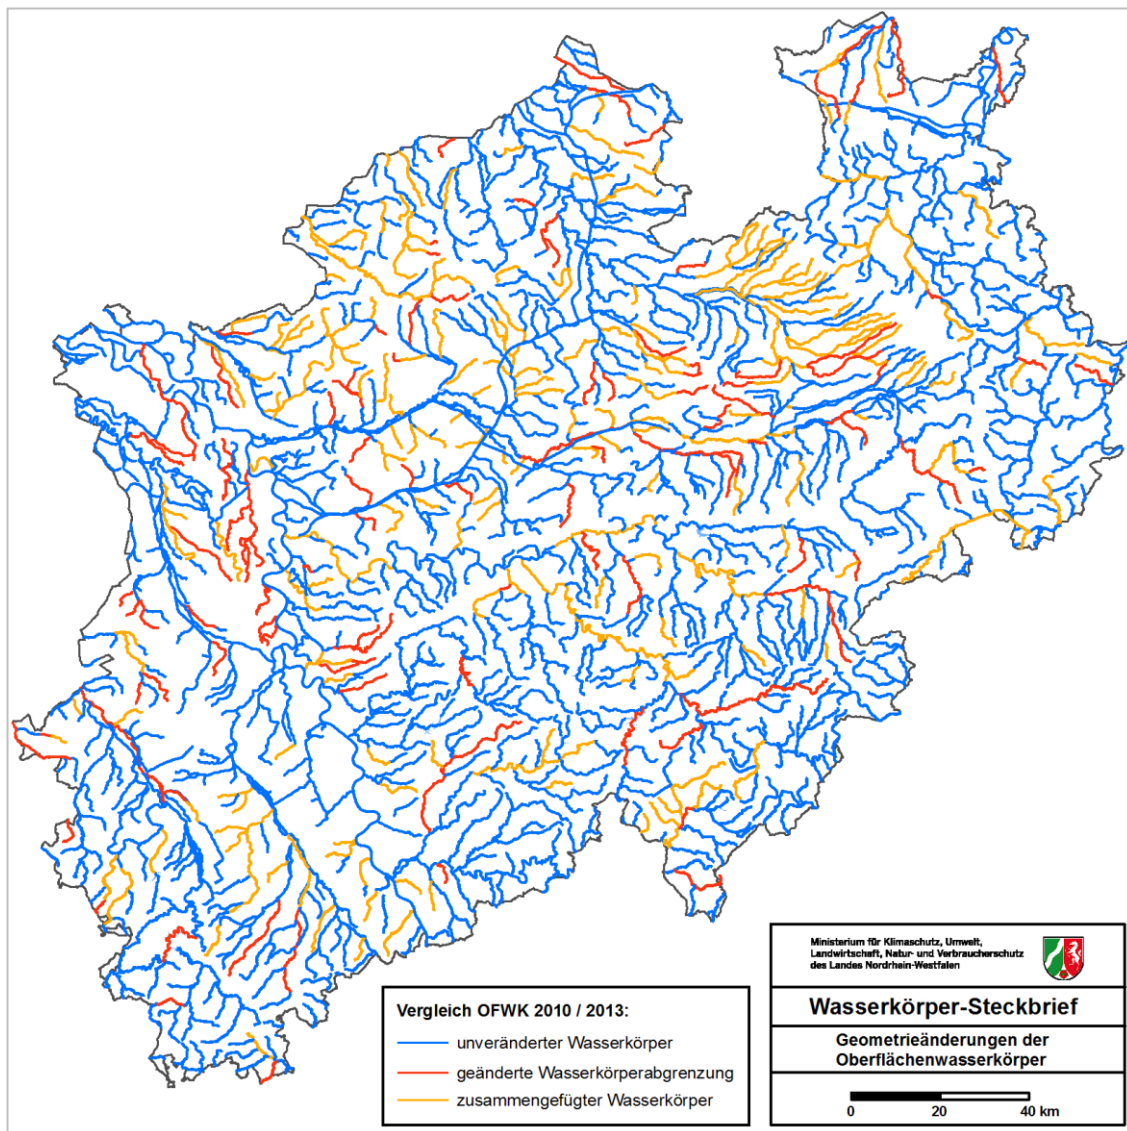 Ministerium für Klimaschutz, Umwelt,
Landwirtschaft, Natur- und Verbraucherschutz
des Landes Nordrhein-Westfalen
Wasserkörper-Steckbrief
Geometrieänderungen der
Oberflächenwasserkörper
0 20 40 km
Vergleich OFWK 2010 / 2013:
unveränderter Wasserkörper
geänderte Wasserkörperabgrenzung
zusammengefügter Wasserkörper